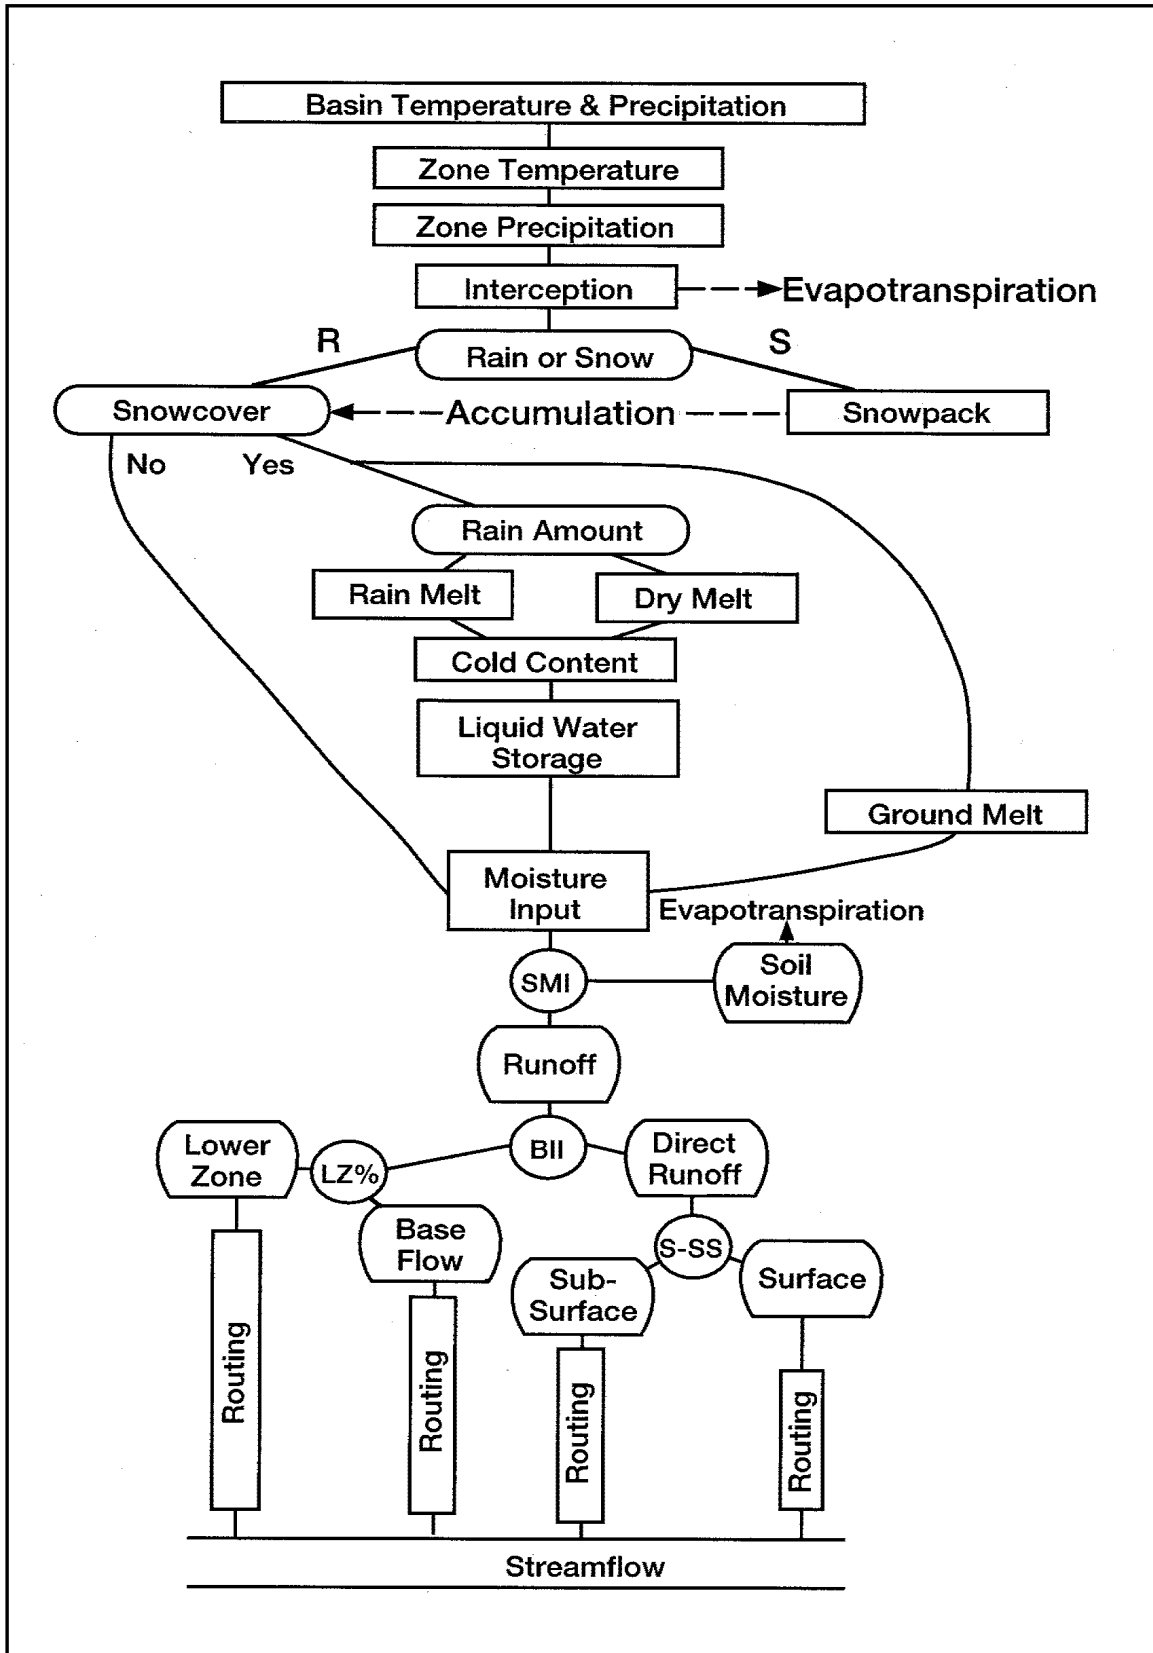 Basin Temperature & Precipitation
Zone Temperature
Zone Precipitation
Interception
Evapotranspiration
R
Rain or Snow
S
Snowcover
Accumulation
Snowpack
No
Yes
Rain Amount
Rain Melt
Dry Melt
Cold Content
Liquid Water
Storage
Ground Melt
Moisture
Input
Evapotranspiration
SMI
Soil
Moisture
Runoff
BII
Lower
Zone
LZ%
Direct
Runoff
Base
Flow
S-SS
Sub-
Surface
Surface
Routing
Routing
Routing
Routing
Streamflow